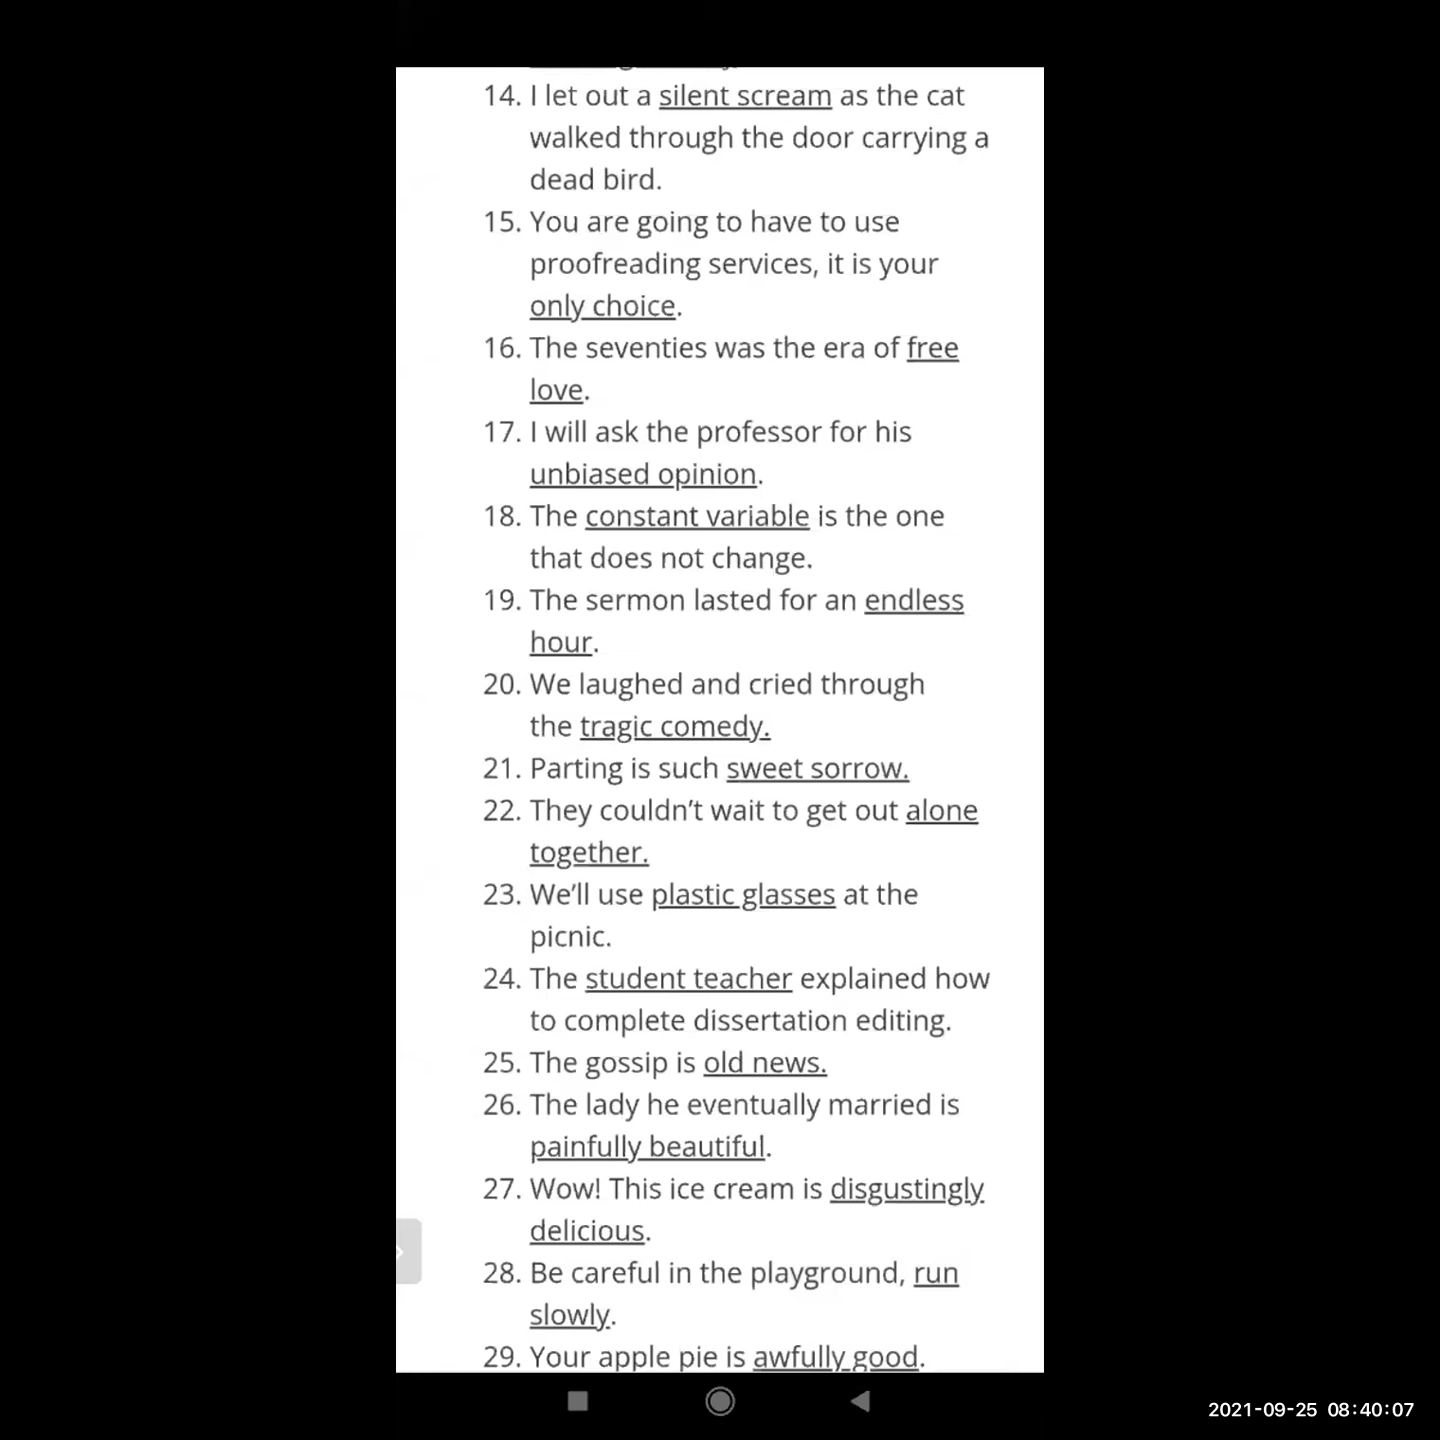 14. I let out a silent scream as the cat
walked through the door carrying a
dead bird.
15. You are going to have to use
proofreading services, it is your
only choice.
16. The seventies was the era of free
love.
17. I will ask the professor for his
unbiased opinion.
18. The constant variable is the one
that does not change.
19. The sermon lasted for an endless
hour.
20. We laughed and cried through
the tragic comedy.
21. Parting is such sweet sorrow.
22. They couldn’t wait to get out alone
together.
23. We’ll use plastic glasses at the
picnic.
24. The student teacher explained how
to complete dissertation editing.
25. The gossip is old news.
26. The lady he eventually married is
painfully beautiful.
27. Wow! This ice cream is disgustingly
delicious.
28. Be careful in the playground, run
slowly.
29. Your apple pie is awfully good.
2021-09-25 08:40:07